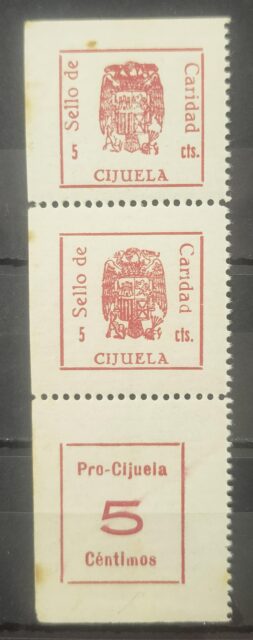 Sello de
Caridad
5 cts.
CIJUELA
Sello de
Caridad
5 cts.
CIJUELA
Pro-Cijuela
5
Céntimos